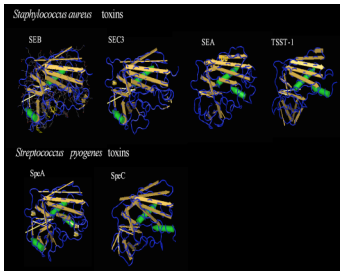 Staphylococcus aureus toxins
SEB SEC3 SEA TSST-1
Streptococcus pyogenes toxins
SpeA SpeC